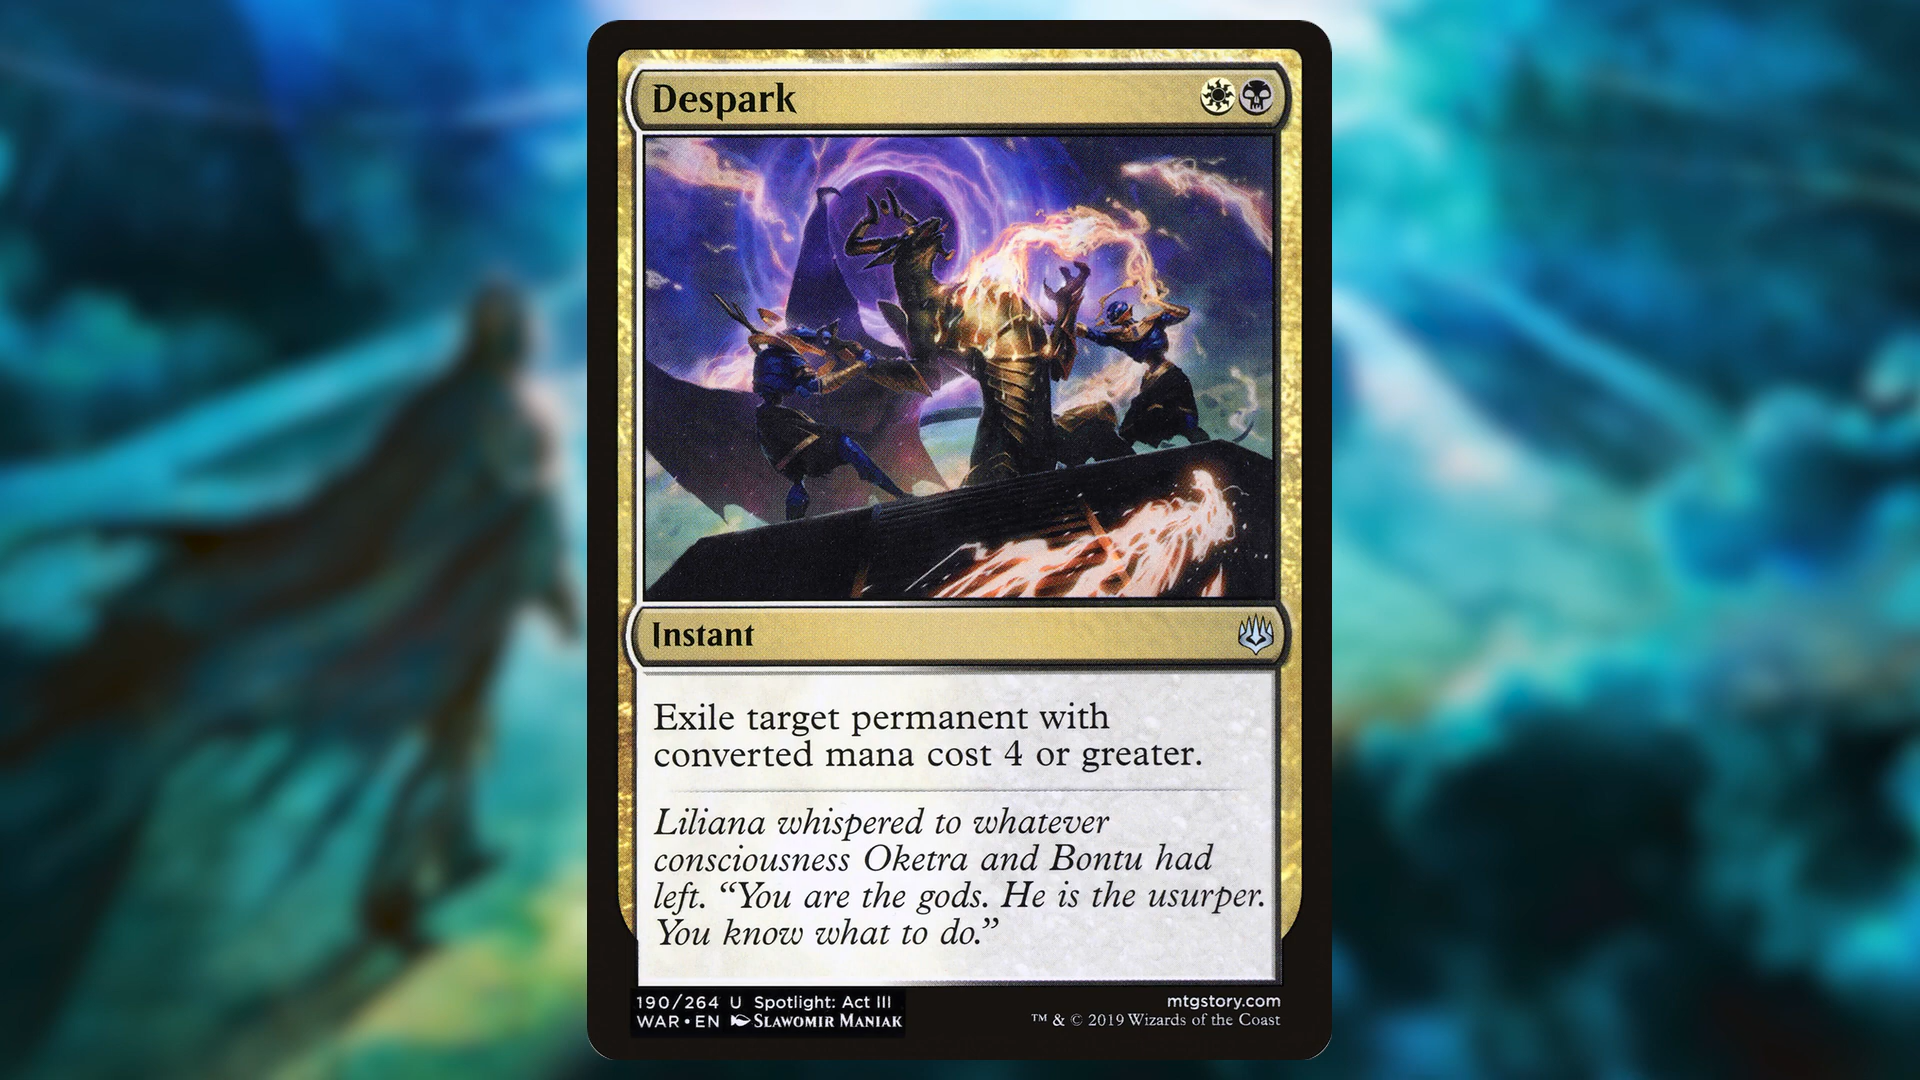 Despark
Instant
Exile target permanent with
converted mana cost 4 or greater.
Liliana whispered to whatever
consciousness Oketra and Bontu had
left. “You are the gods. He is the usurper.
You know what to do.”
190/264 U Spotlight: Act III
mtgstory.com
WAR • EN SLAWOMIR MANIAK
™ & © 2019 Wizards of the Coast